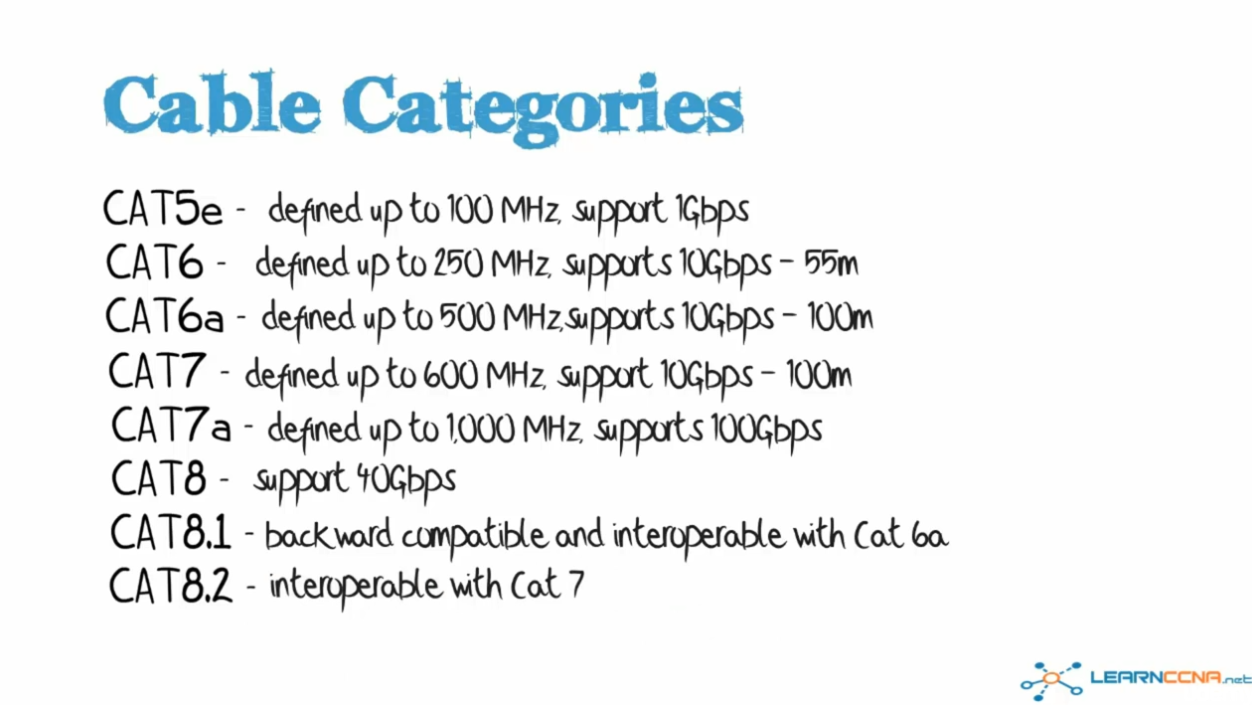 Cable Categories
CAT5e - defined up to 100 MHz, support 1Gbps
CAT6 - defined up to 250 MHz, supports 10Gbps - 55m
CAT6a - defined up to 500 MHz,supports 10Gbps - 100m
CAT7 - defined up to 600 MHz, support 10Gbps - 100m
CAT7a - defined up to 1,000 MHz, supports 100Gbps
CAT8 - support 40Gbps
CAT8.1 - backward compatible and interoperable with Cat 6a
CAT8.2 - interoperable with Cat 7
LEARNCCNA.net